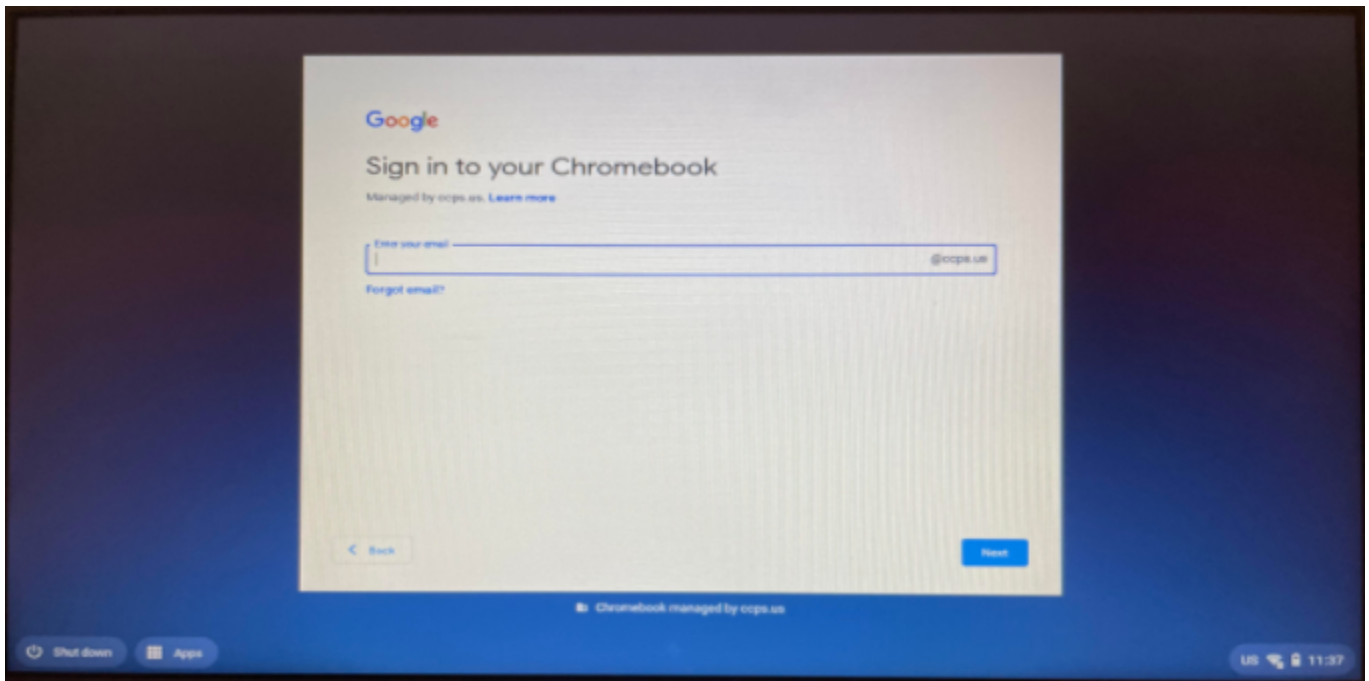 Google
Sign in to your Chromebook
Managed by ccps.us. Learn more
Enter your email
@ccps.us
Forgot email?
Back
Next
Chromebook managed by ccps.us
Shut down
Apps
US
11:37